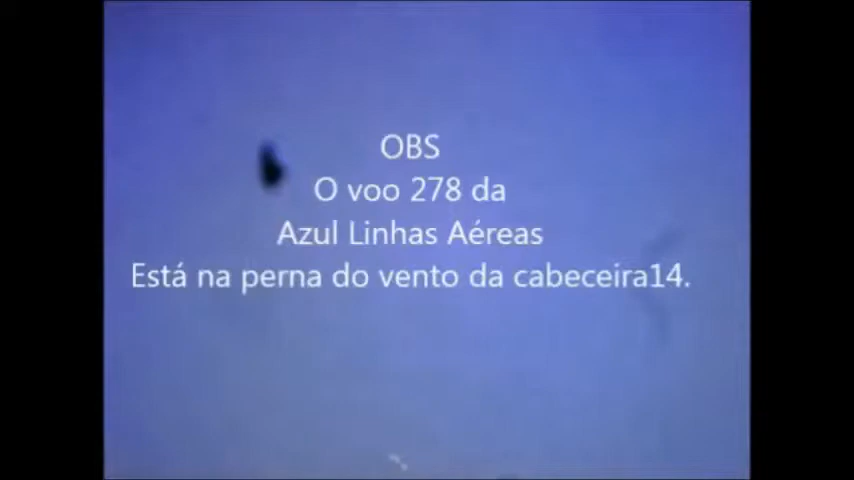 OBS
O voo 278 da
Azul Linhas Aéreas
Está na perna do vento da cabeceira14.